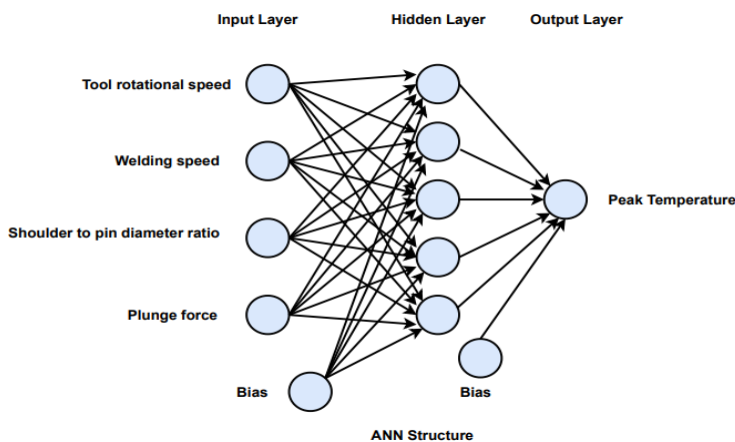 Input Layer
Hidden Layer
Output Layer
Tool rotational speed
Welding speed
Shoulder to pin diameter ratio
Peak Temperature
Plunge force
Bias
Bias
ANN Structure